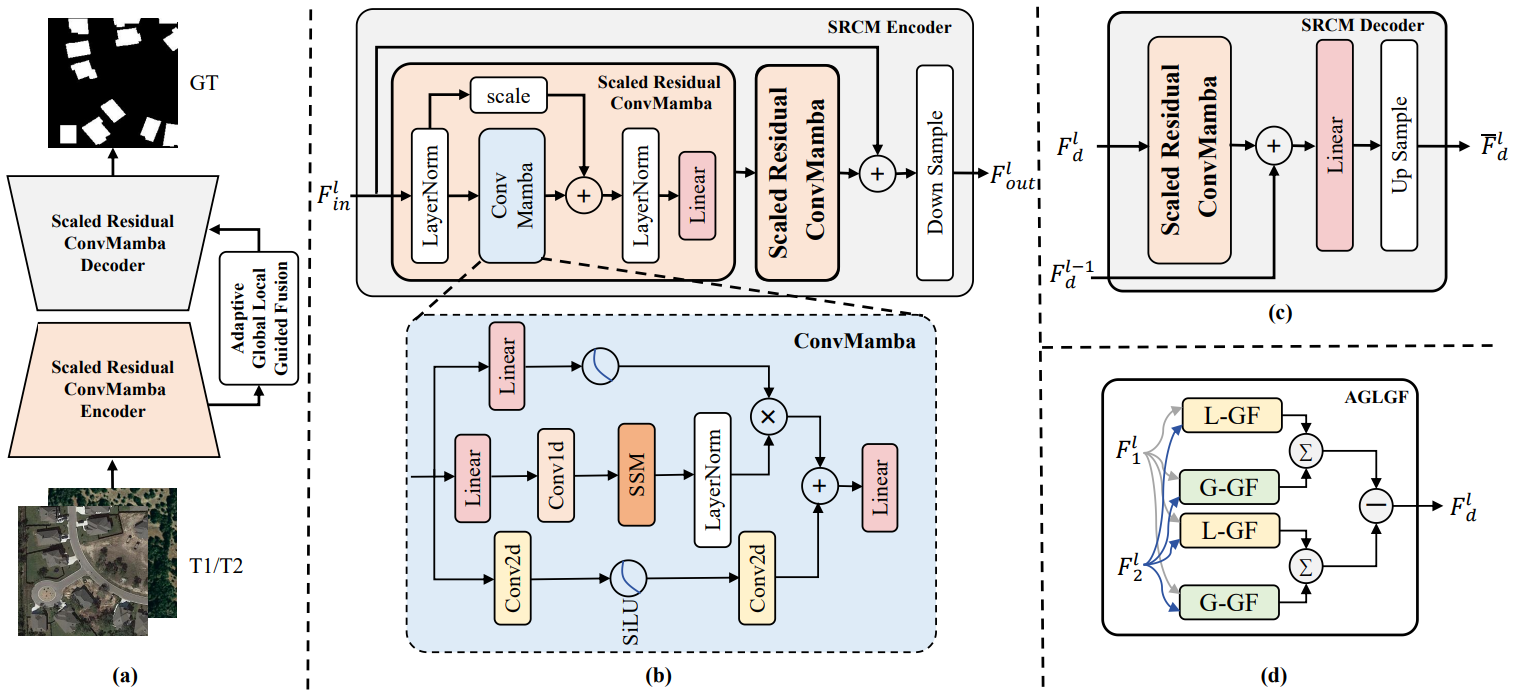 GT
Scaled Residual
ConvMamba
Decoder
Adaptive
Global Local
Guided Fusion
Scaled Residual
ConvMamba
Encoder
T1/T2
(a)
SRCM Encoder
Scaled Residual
ConvMamba
scale
F_{in}^{l}
LayerNorm
Conv
Mamba
+
LayerNorm
Linear
Scaled Residual
ConvMamba
+
Down Sample
F_{out}^{l}
ConvMamba
Linear
×
Linear
Conv1d
SSM
LayerNorm
+
Linear
Conv2d
SiLU
Conv2d
(b)
SRCM Decoder
F_{d}^{l}
Scaled Residual
ConvMamba
+
Linear
Up Sample
\overline{F}_{d}^{l}
F_{d}^{l-1}
(c)
AGLGF
F_{1}^{l}
L-GF
Σ
G-GF
−
F_{d}^{l}
L-GF
F_{2}^{l}
Σ
G-GF
(d)